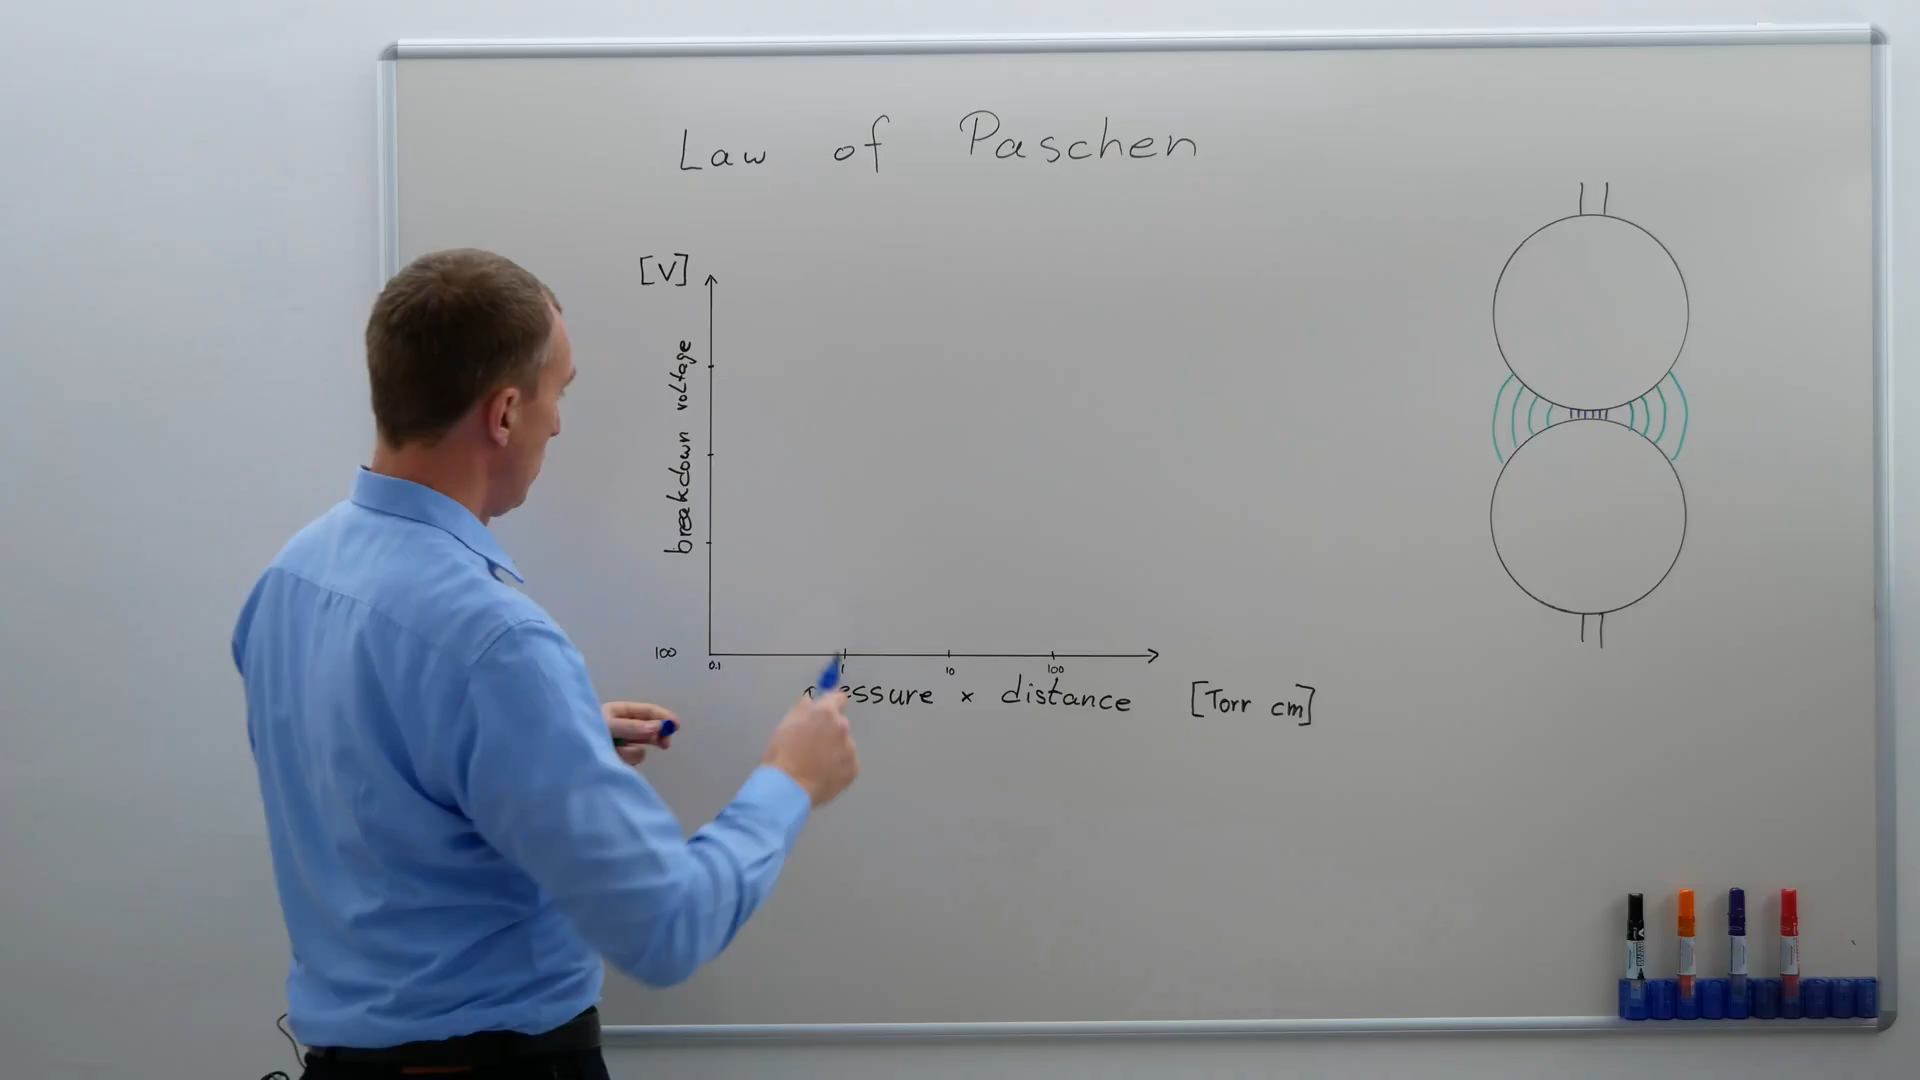 Law of Paschen
[V]
breakdown voltage
100
0.1 1 10 100
pressure × distance [Torr cm]